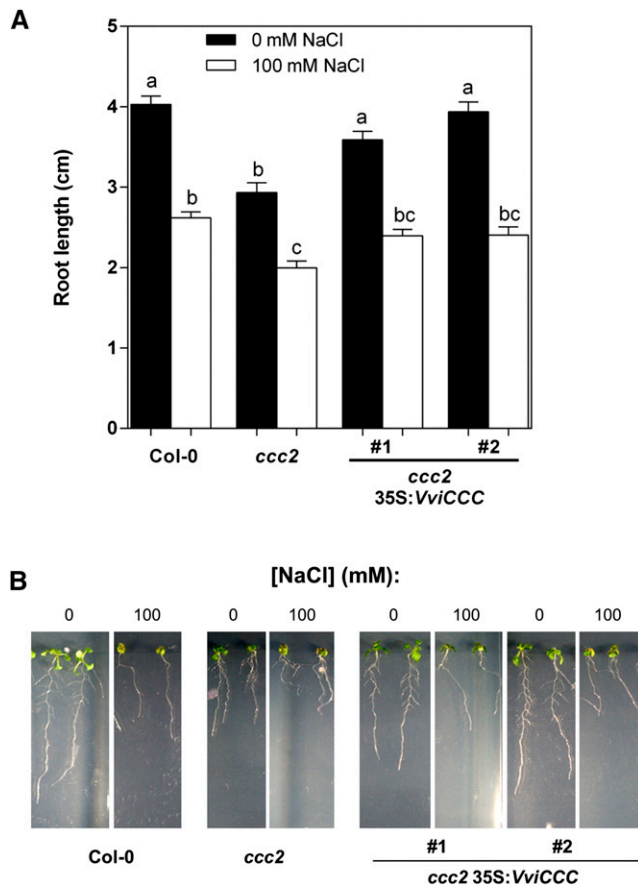 A
5
4
3
2
1
0
Root length (cm)
0 mM NaCl
100 mM NaCl
a
b
b
c
a
bc
a
bc
Col-0
ccc2
#1
#2
ccc2
35S:VviCCC
B
[NaCl] (mM):
0 100 0 100 0 100 0 100
Col-0
ccc2
#1
#2
ccc2 35S:VviCCC